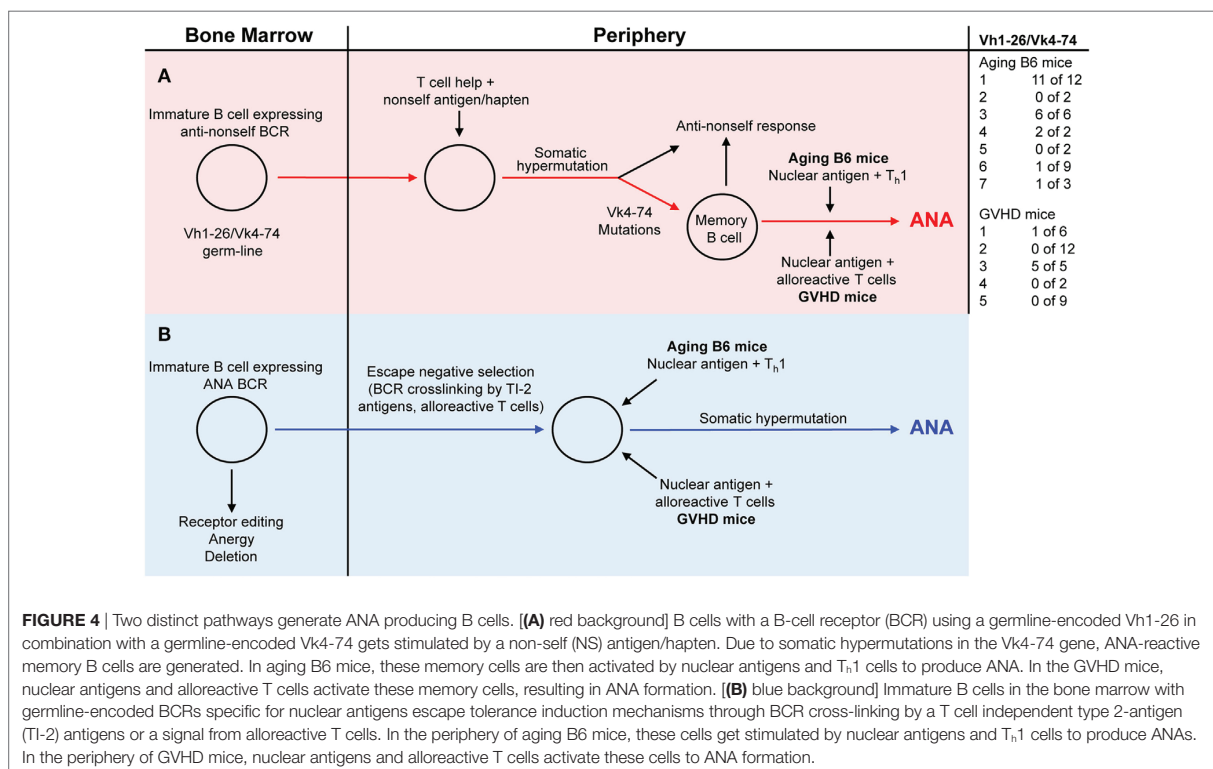 Bone Marrow
Periphery
Vh1-26/Vk4-74
A
Immature B cell expressing
anti-nonself BCR
Vh1-26/Vk4-74
germ-line
T cell help +
nonself antigen/hapten
Somatic
hypermutation
Anti-nonself response
Vk4-74
Mutations
Memory
B cell
Aging B6 mice
Nuclear antigen + Th1
ANA
Nuclear antigen +
alloreactive T cells
GVHD mice
Aging B6 mice
1 11 of 12
2 0 of 2
3 6 of 6
4 2 of 2
5 0 of 2
6 1 of 9
7 1 of 3
GVHD mice
1 1 of 6
2 0 of 12
3 5 of 5
4 0 of 2
5 0 of 9
B
Immature B cell expressing
ANA BCR
Receptor editing
Anergy
Deletion
Escape negative selection
(BCR crosslinking by TI-2
antigens, alloreactive T cells)
Aging B6 mice
Nuclear antigen + Th1
Somatic hypermutation
ANA
Nuclear antigen +
alloreactive T cells
GVHD mice
FIGURE 4 | Two distinct pathways generate ANA producing B cells. [(A) red background] B cells with a B-cell receptor (BCR) using a germline-encoded Vh1-26 in
combination with a germline-encoded Vk4-74 gets stimulated by a non-self (NS) antigen/hapten. Due to somatic hypermutations in the Vk4-74 gene, ANA-reactive
memory B cells are generated. In aging B6 mice, these memory cells are then activated by nuclear antigens and Th1 cells to produce ANA. In the GVHD mice,
nuclear antigens and alloreactive T cells activate these memory cells, resulting in ANA formation. [(B) blue background] Immature B cells in the bone marrow with
germline-encoded BCRs specific for nuclear antigens escape tolerance induction mechanisms through BCR cross-linking by a T cell independent type 2-antigen
(TI-2) antigens or a signal from alloreactive T cells. In the periphery of aging B6 mice, these cells get stimulated by nuclear antigens and Th1 cells to produce ANAs.
In the periphery of GVHD mice, nuclear antigens and alloreactive T cells activate these cells to ANA formation.